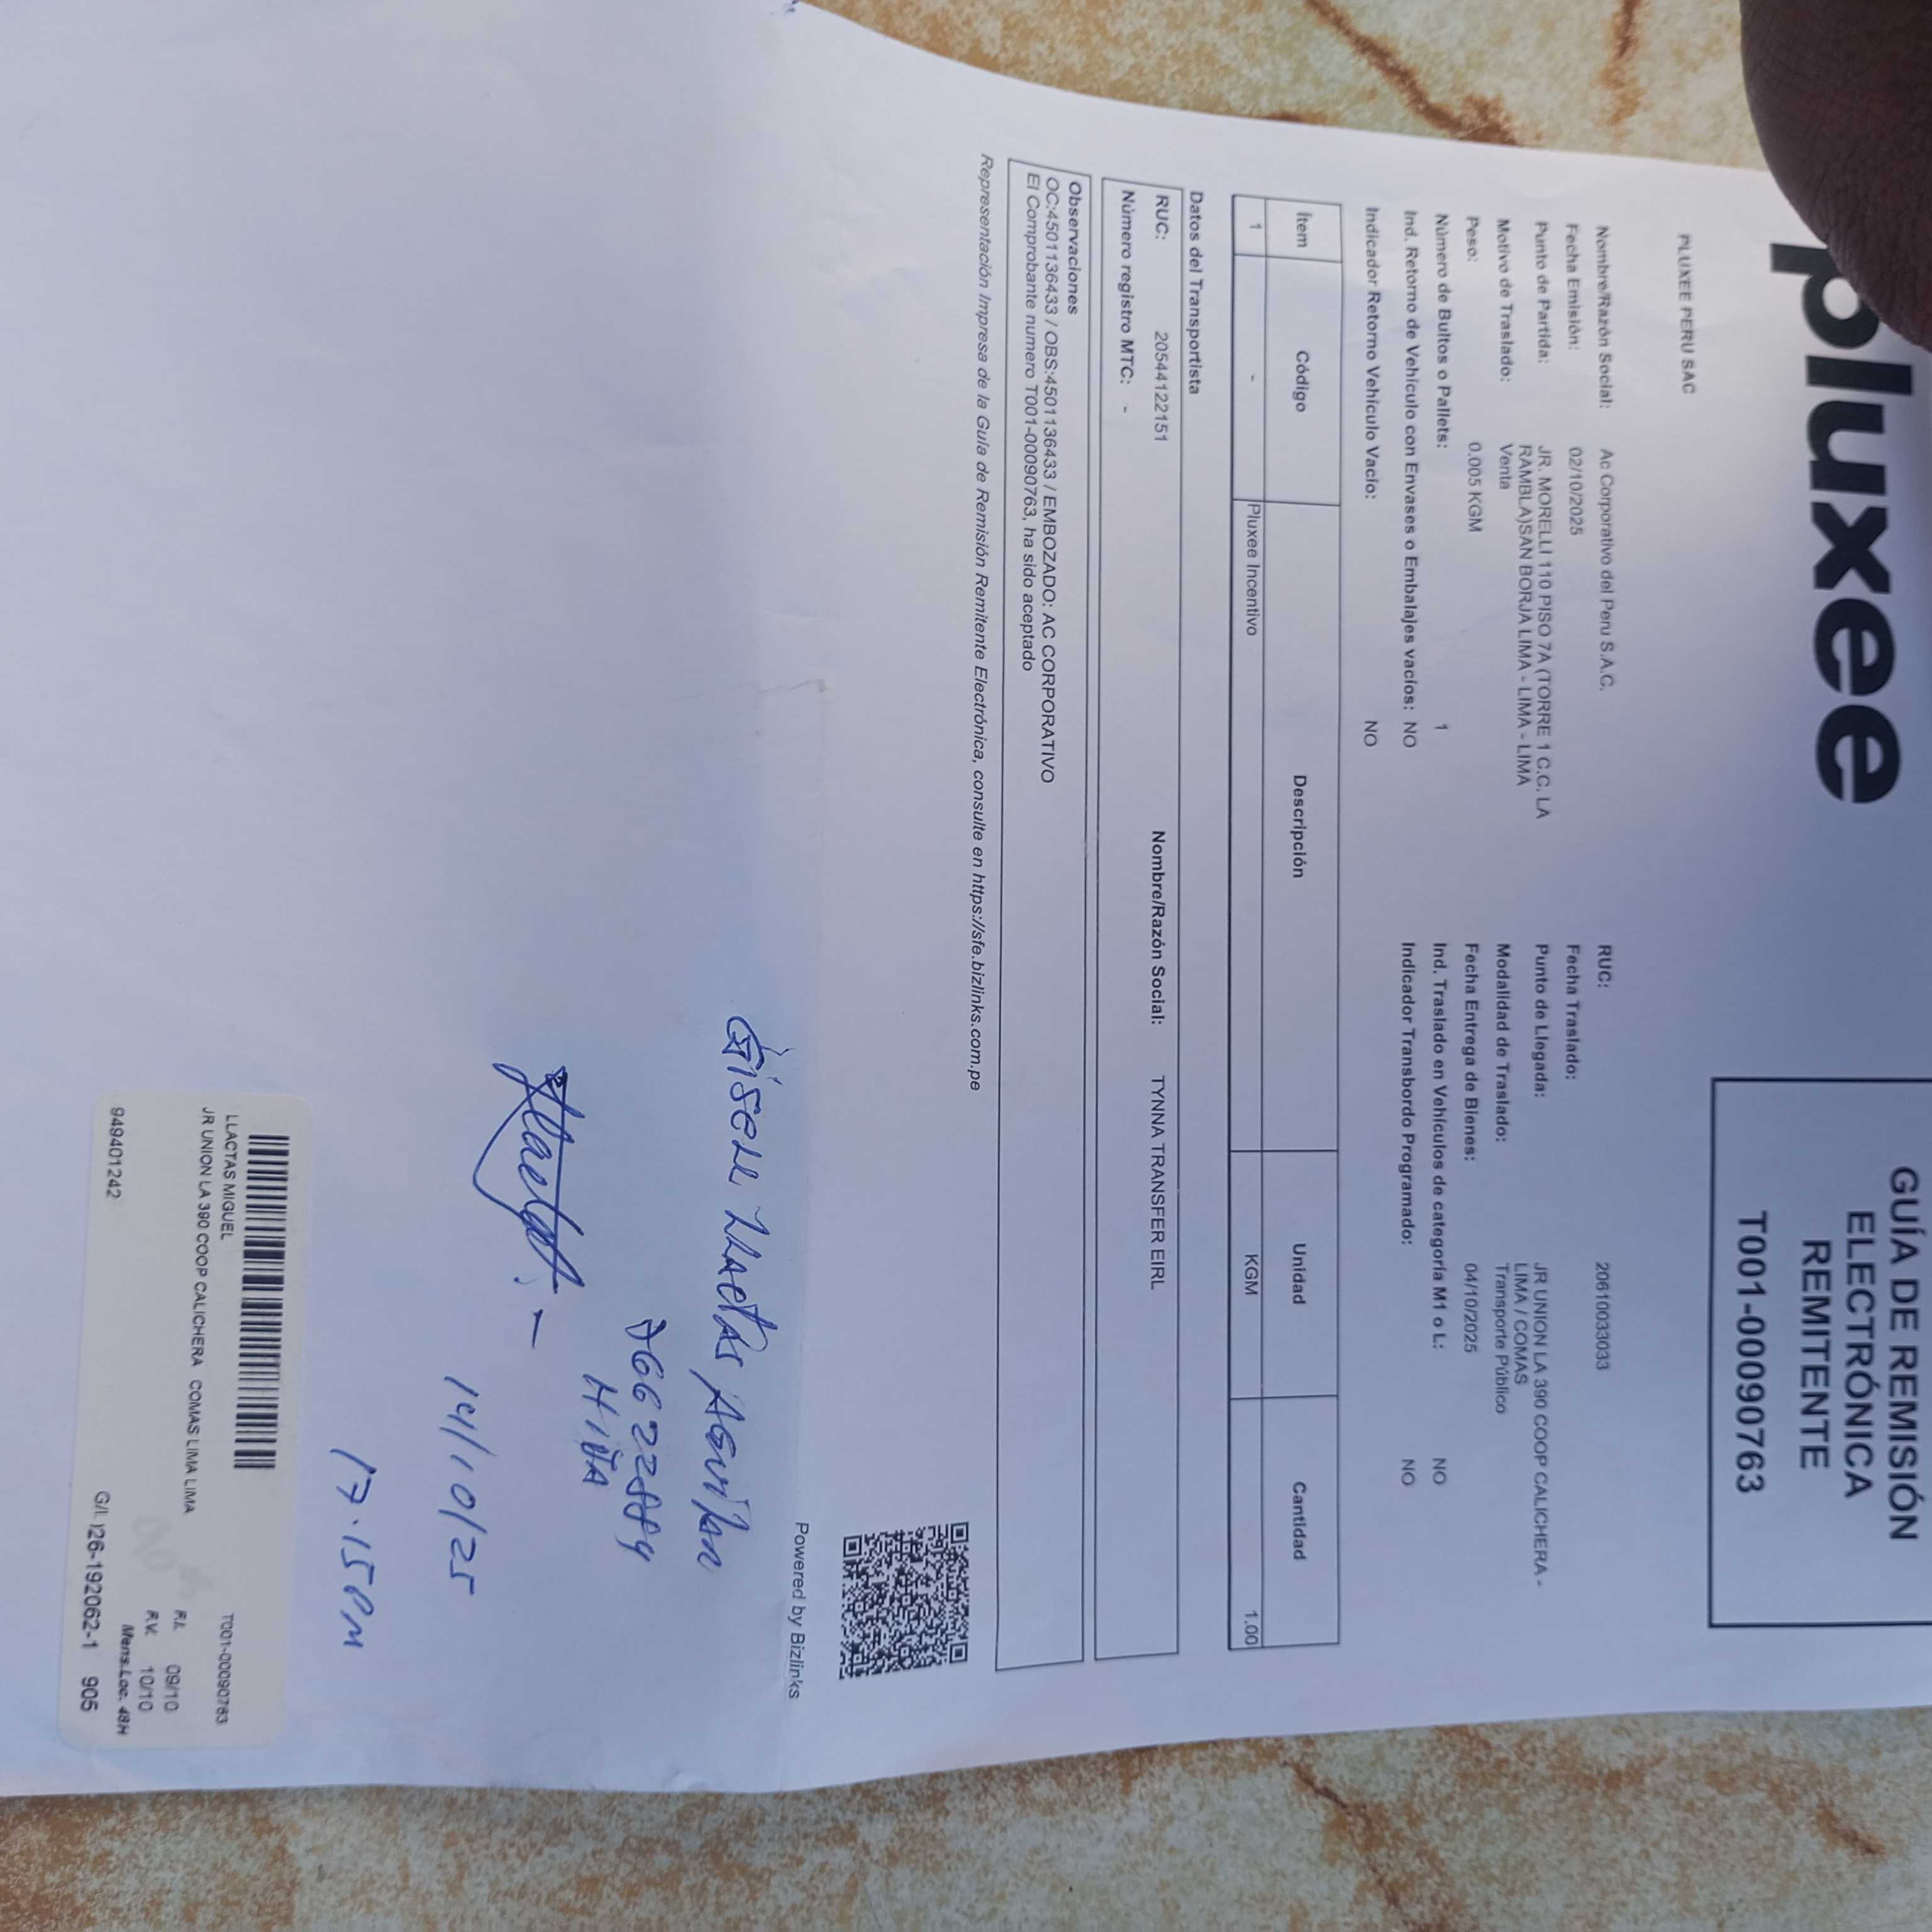 pluxee
GUÍA DE REMISIÓN
ELECTRÓNICA
REMITENTE
T001-00090763
PLUXEE PERU SAC
Nombre/Razón Social: Ac Corporativo del Peru S.A.C. RUC: 20610033033
Fecha Emisión: 02/10/2025 Fecha Traslado:
Punto de Partida: JR. MORELLI 110 PISO 7A (TORRE 1 C.C. LA Punto de Llegada: JR UNION LA 390 COOP CALICHERA -
RAMBLA)SAN BORJA LIMA - LIMA - LIMA LIMA / COMAS
Motivo de Traslado: Venta Modalidad de Traslado: Transporte Público
Peso: 0.005 KGM Fecha Entrega de Bienes: 04/10/2025
Número de Bultos o Pallets: 1 Ind. Traslado en Vehículos de categoría M1 o L: NO
Ind. Retorno de Vehículo con Envases o Embalajes vacíos: NO Indicador Transbordo Programado: NO
Indicador Retorno Vehículo Vacío: NO
Ítem Código Descripción Unidad Cantidad
1 - Pluxee Incentivo KGM 1.00
Datos del Transportista
RUC: 20544122151 Nombre/Razón Social: TYNNA TRANSFER EIRL
Número registro MTC: -
Observaciones
OC:4501136433 / OBS:4501136433 / EMBOZADO: AC CORPORATIVO
El Comprobante numero T001-00090763, ha sido aceptado
Representación Impresa de la Guía de Remisión Remitente Electrónica, consulte en https://sfe.bizlinks.com.pe
Powered by Bizlinks
Gisell Llactas Aguilar
HIJA
14/10/25
17.15PM
T001-00090763
LLACTAS MIGUEL
JR UNION LA 390 COOP CALICHERA COMAS LIMA LIMA
F.I. 09/10
F.V. 10/10
Mens.Loc. 48H
949401242 G/I. 126-192062-1 905